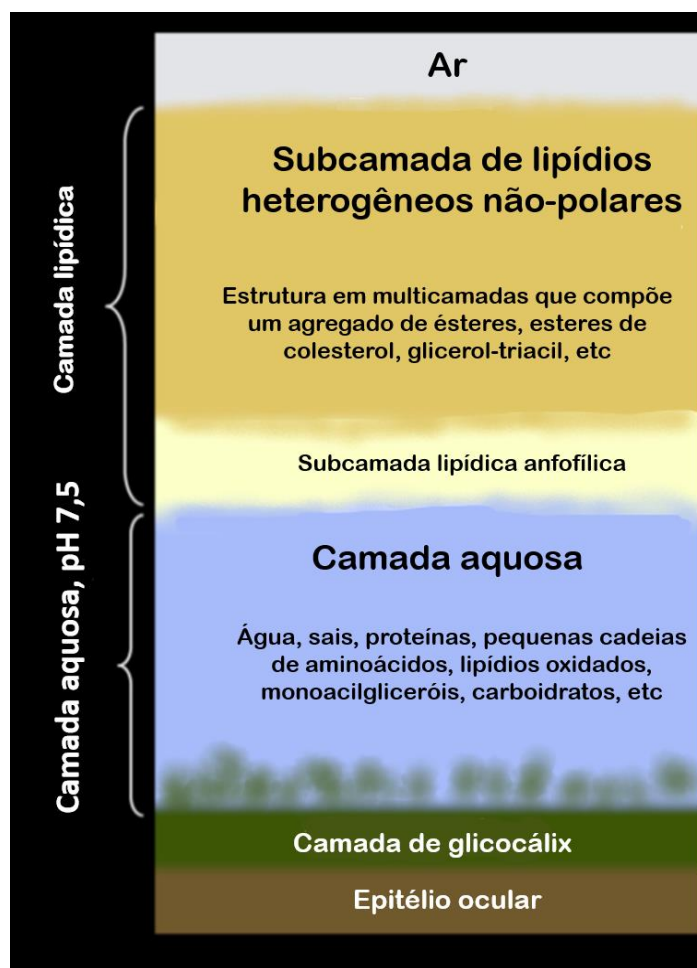 Ar
Camada lipídica
Subcamada de lipídios
heterogêneos não-polares
Estrutura em multicamadas que compõe
um agregado de ésteres, esteres de
colesterol, glicerol-triacil, etc
Subcamada lipídica anfofílica
Camada aquosa, pH 7,5
Camada aquosa
Água, sais, proteínas, pequenas cadeias
de aminoácidos, lipídios oxidados,
monoacilgliceróis, carboidratos, etc
Camada de glicocálix
Epitélio ocular